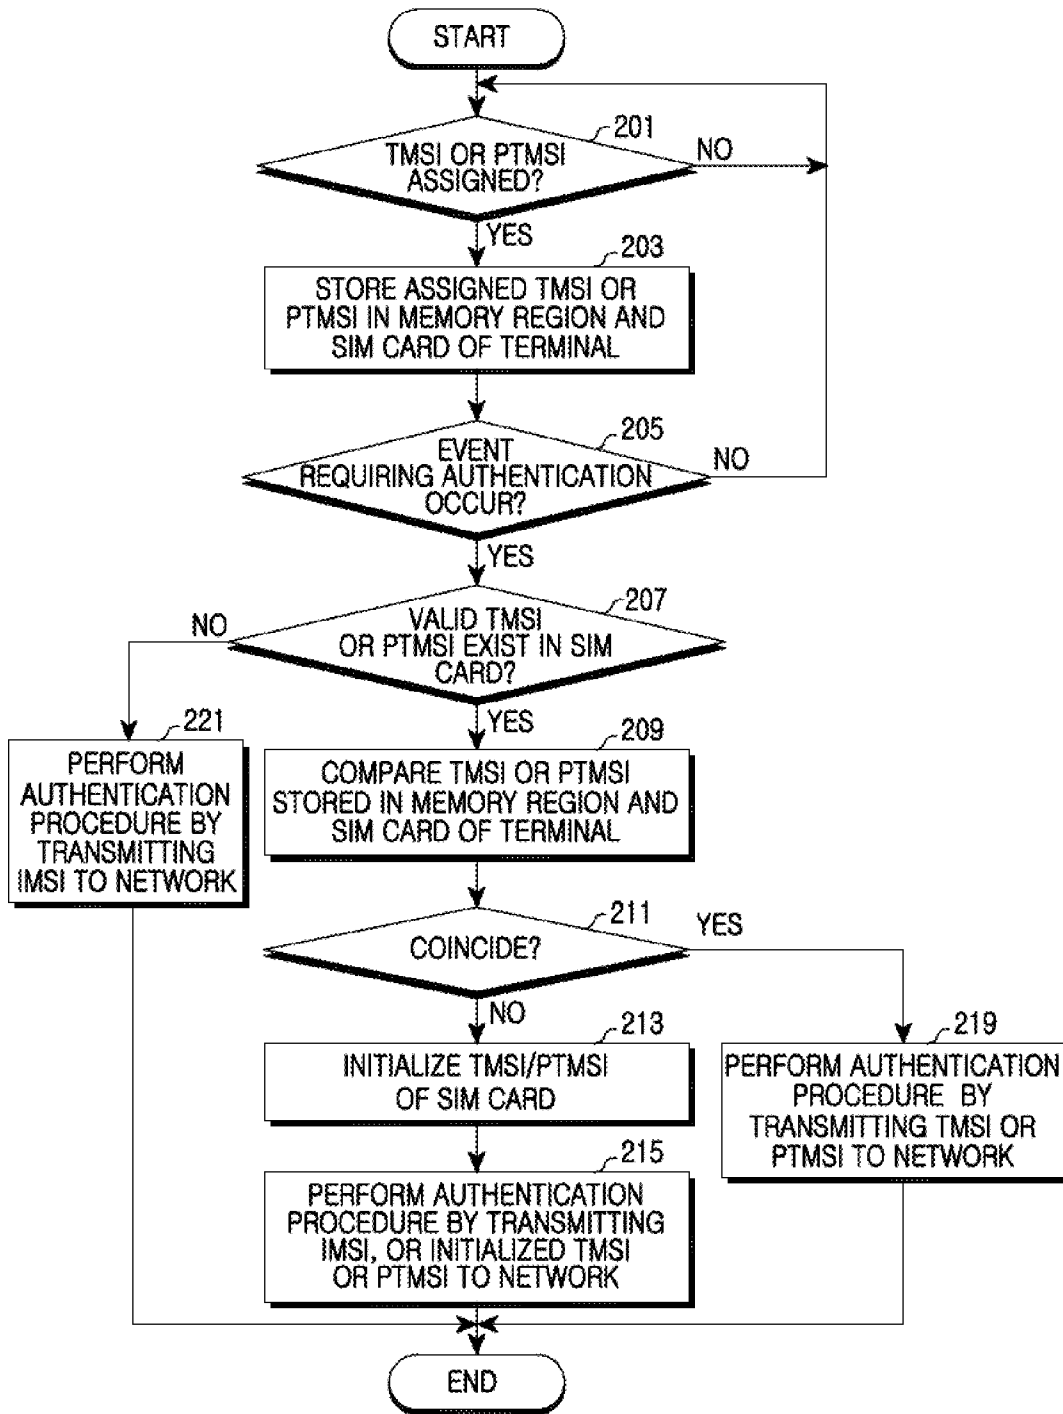 START
201
TMSI OR PTMSI
ASSIGNED?
NO
YES
203
STORE ASSIGNED TMSI OR
PTMSI IN MEMORY REGION AND
SIM CARD OF TERMINAL
205
EVENT
REQUIRING AUTHENTICATION
OCCUR?
NO
YES
207
VALID TMSI
OR PTMSI EXIST IN SIM
CARD?
NO
YES
221
PERFORM
AUTHENTICATION
PROCEDURE BY
TRANSMITTING
IMSI TO NETWORK
209
COMPARE TMSI OR PTMSI
STORED IN MEMORY REGION AND
SIM CARD OF TERMINAL
211
COINCIDE?
YES
NO
213
INITIALIZE TMSI/PTMSI
OF SIM CARD
219
PERFORM AUTHENTICATION
PROCEDURE BY
TRANSMITTING TMSI OR
PTMSI TO NETWORK
215
PERFORM AUTHENTICATION
PROCEDURE BY TRANSMITTING
IMSI, OR INITIALIZED TMSI
OR PTMSI TO NETWORK
END